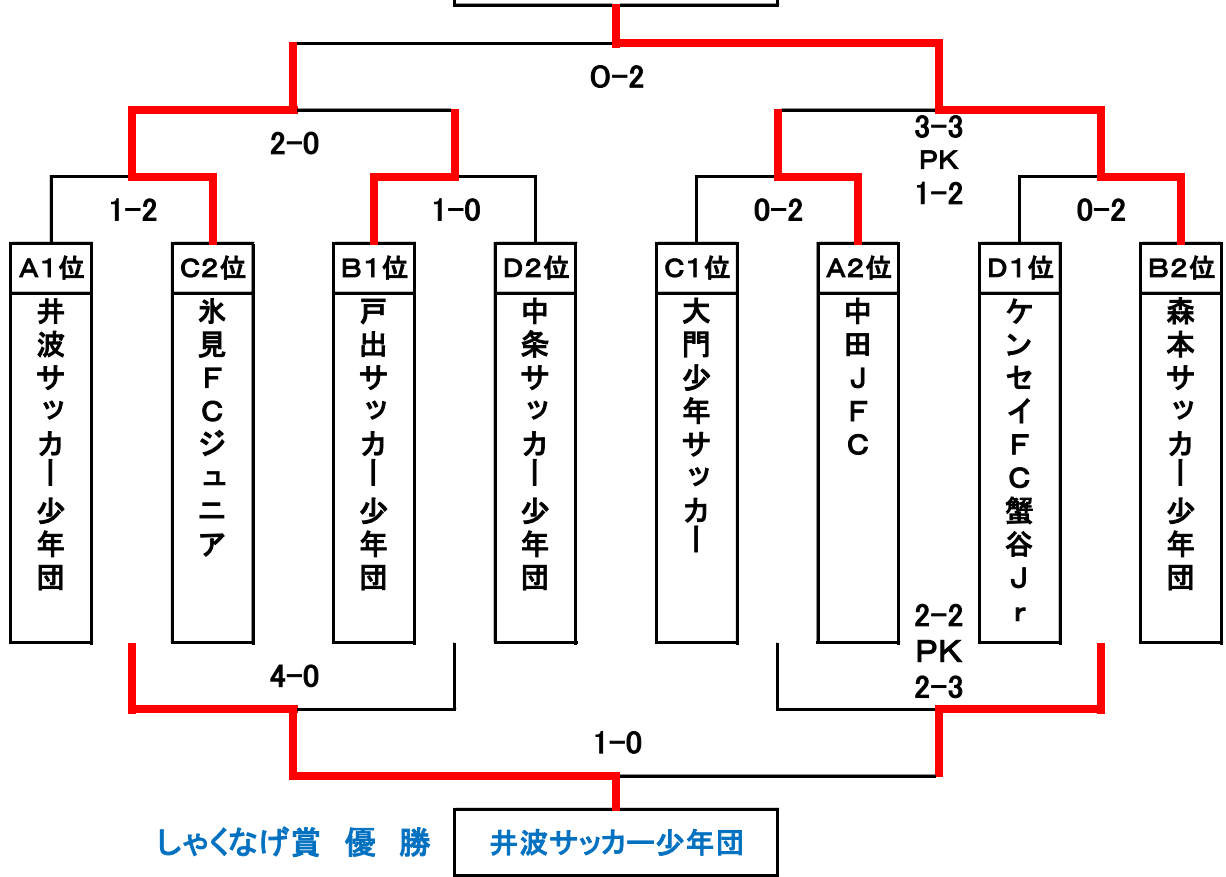 0-2
2-0
3-3
PK
1-2
1-2
1-0
0-2
0-2
A1位
C2位
B1位
D2位
C1位
A2位
D1位
B2位
井波サッカー少年団
氷見FCジュニア
戸出サッカー少年団
中条サッカー少年団
大門少年サッカー
中田JFC
ケンセイFC蟹谷Jr
森本サッカー少年団
4-0
2-2
PK
2-3
1-0
しゃくなげ賞 優 勝
井波サッカー少年団